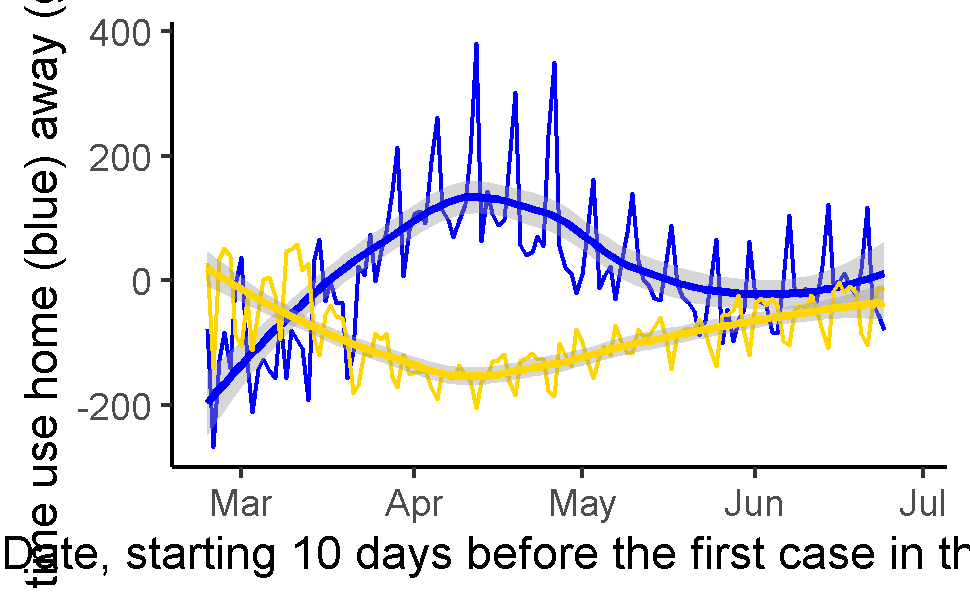 time use home (blue) away (
400
200
0
-200
Mar Apr May Jun Jul
Date, starting 10 days before the first case in th